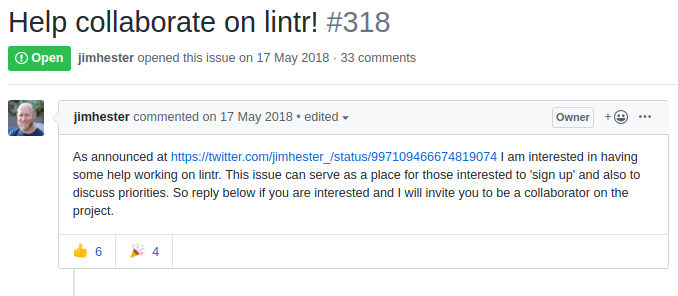 Help collaborate on lintr! #318
Open jimhester opened this issue on 17 May 2018 · 33 comments
jimhester commented on 17 May 2018 • edited Owner
As announced at https://twitter.com/jimhester_/status/997109466674819074 I am interested in having
some help working on lintr. This issue can serve as a place for those interested to 'sign up' and also to
discuss priorities. So reply below if you are interested and I will invite you to be a collaborator on the
project.
6 4